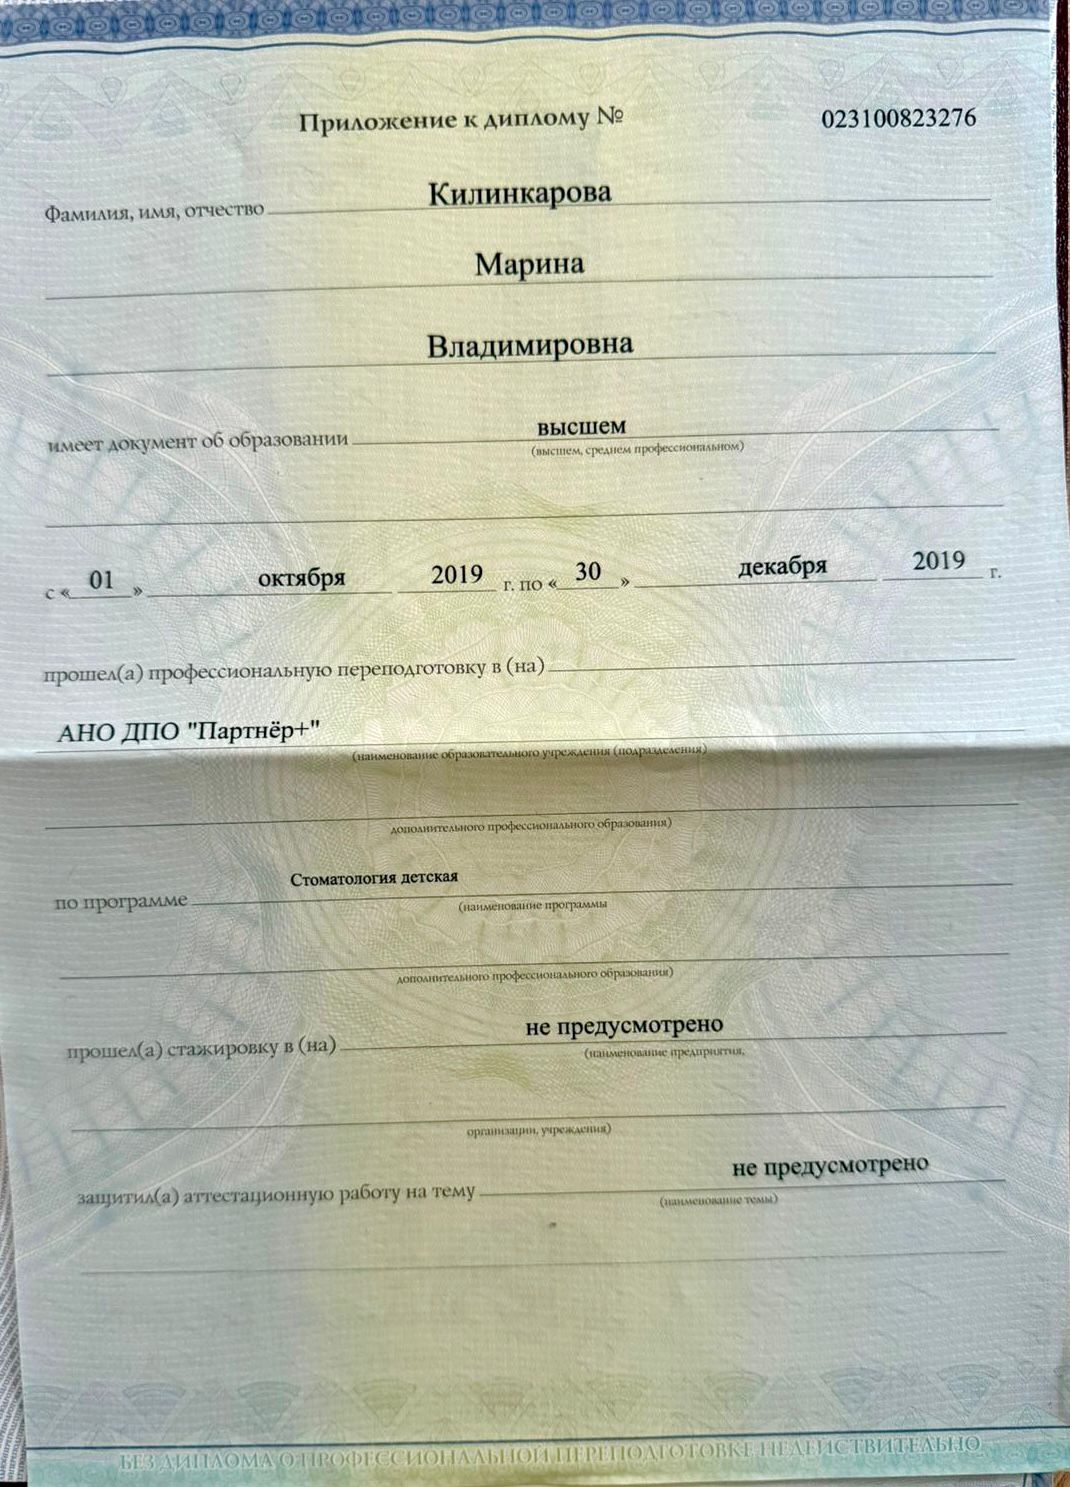 Приложение к диплому № 023100823276
Фамилия, имя, отчество Килинкарова
Марина
Владимировна
имеет документ об образовании высшем
(высшем, среднем профессиональном)
с « 01 » октября 2019 г. по « 30 » декабря 2019 г.
прошел(а) профессиональную переподготовку в (на)
АНО ДПО "Партнёр+"
(наименование образовательного учреждения (подразделения)
дополнительного профессионального образования)
по программе Стоматология детская
(наименование программы
дополнительного профессионального образования)
прошел(а) стажировку в (на) не предусмотрено
(наименование предприятия,
организации, учреждения)
защитил(а) аттестационную работу на тему не предусмотрено
(наименование темы)
БЕЗ ДИПЛОМА О ПРОФЕССИОНАЛЬНОЙ ПЕРЕПОДГОТОВКЕ НЕДЕЙСТВИТЕЛЬНО